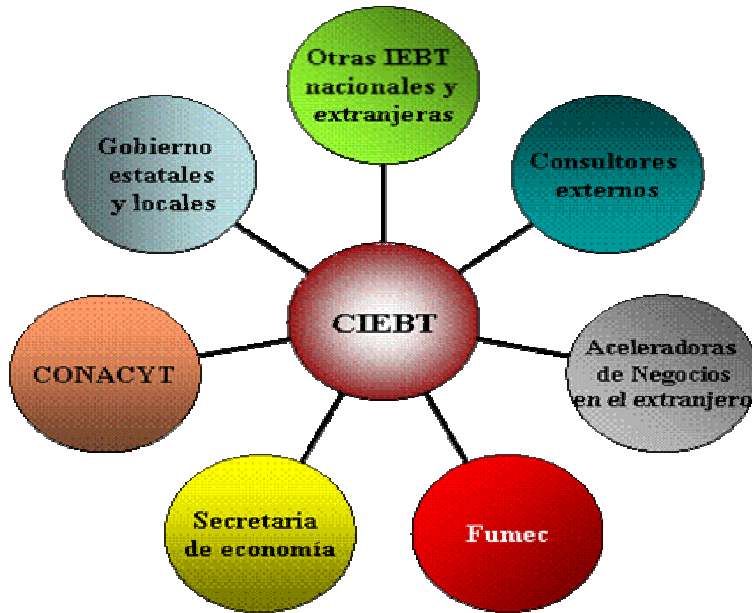 Otras IEBT
nacionales y
extranjeras
Gobierno
estatales
y locales
Consultores
externos
CIEBT
CONACYT
Aceleradoras
de Negocios
en el extranjero
Secretaria
de economía
Fumec